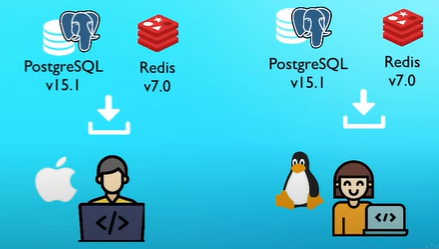 PostgreSQL
v15.1
Redis
v7.0
</>
PostgreSQL
v15.1
Redis
v7.0
</>